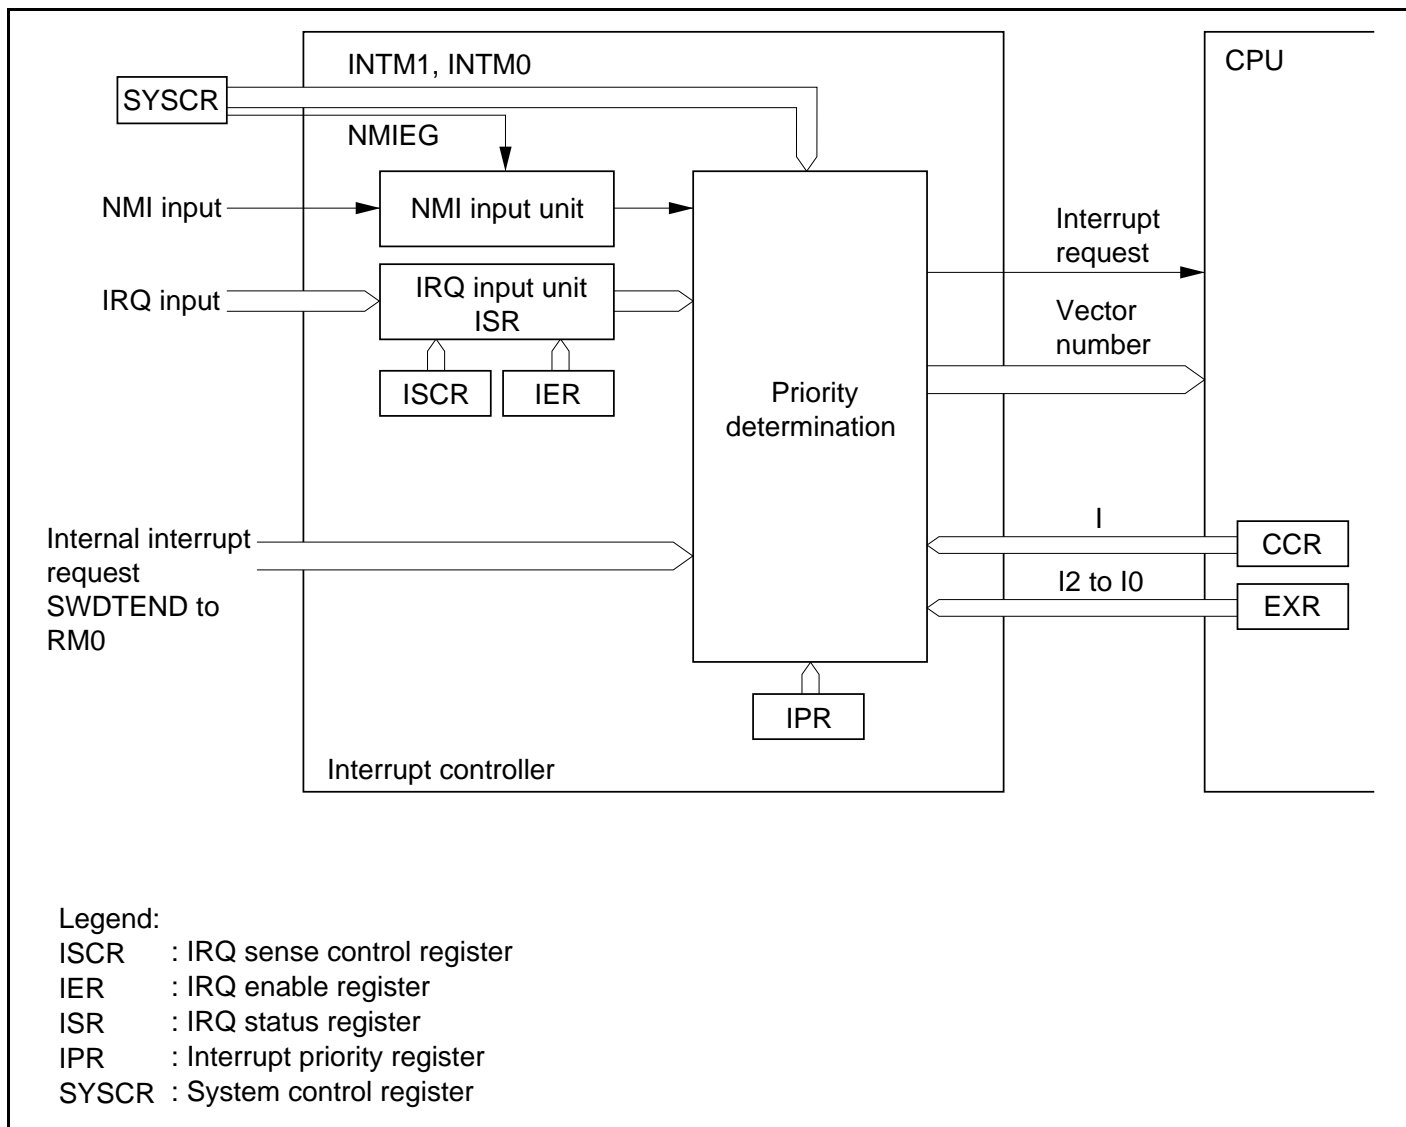 INTM1, INTM0
CPU
SYSCR
NMIEG
NMI input
NMI input unit
Interrupt
request
IRQ input
IRQ input unit
ISR
Vector
number
ISCR
IER
Priority
determination
Internal interrupt
request
SWDTEND to
RM0
I
CCR
I2 to I0
EXR
IPR
Interrupt controller
Legend:
ISCR : IRQ sense control register
IER : IRQ enable register
ISR : IRQ status register
IPR : Interrupt priority register
SYSCR : System control register